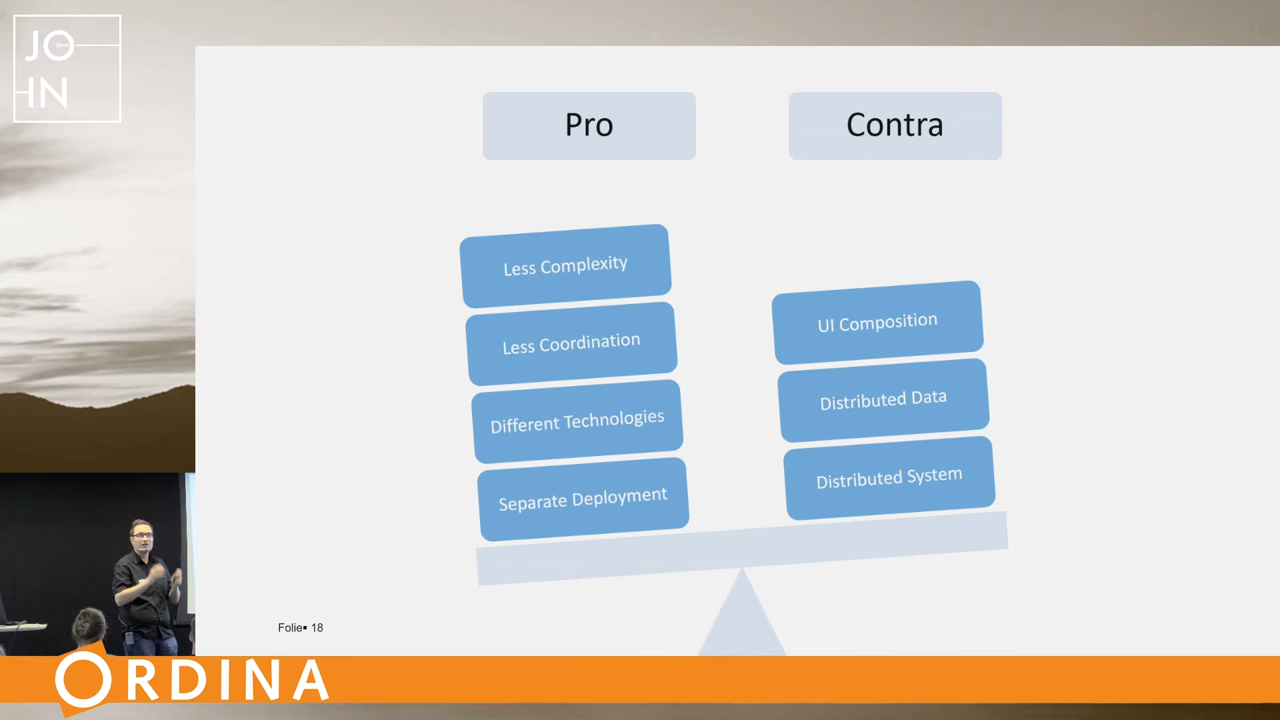 JO
IN
Pro
Contra
Less Complexity
Less Coordination
Different Technologies
Separate Deployment
UI Composition
Distributed Data
Distributed System
Folie▪ 18
ORDINA